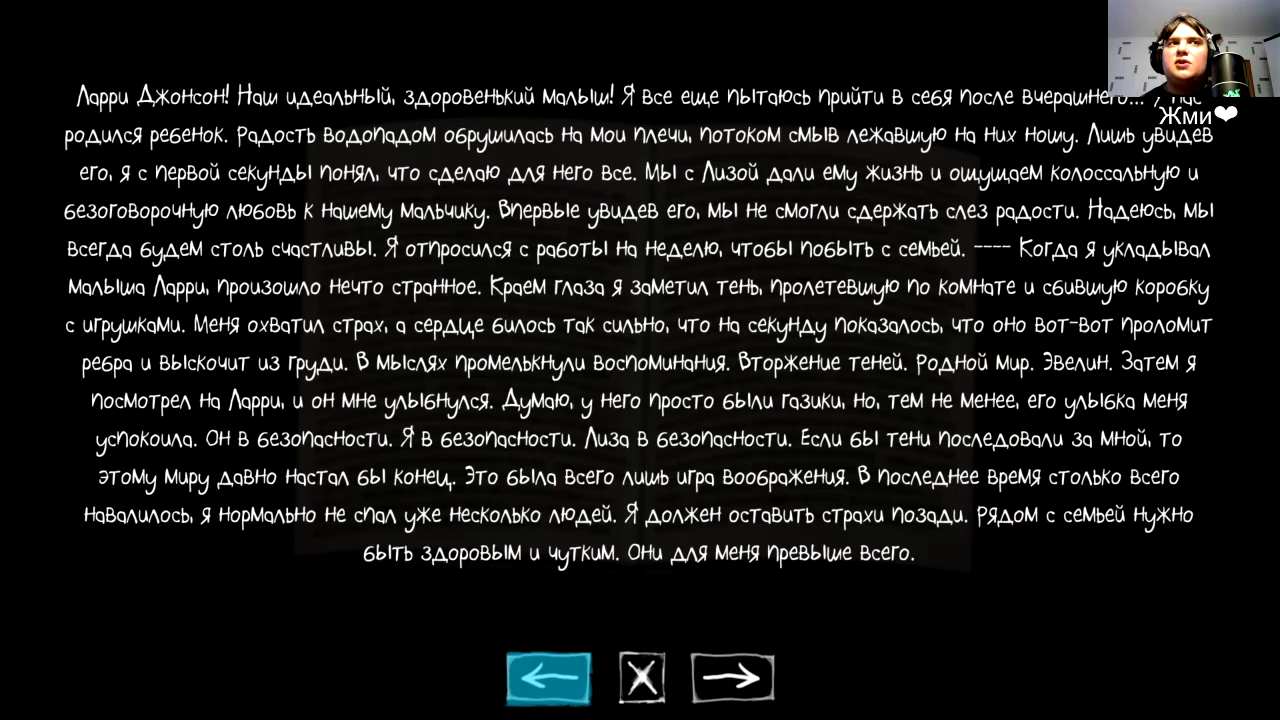 Ларри Джонсон! Наш идеальный, здоровенький малыш! Я все еще пытаюсь прийти в себя после вчерашнего... У нас
Жми❤
родился ребенок. Радость водопадом обрушилась на мои плечи, потоком смыв лежавшую на них ношу. Лишь увидев
его, я с первой секунды понял, что сделаю для него все. Мы с Лизой дали ему жизнь и ощущаем колоссальную и
безоговорочную любовь к нашему мальчику. Впервые увидев его, мы не смогли сдержать слез радости. Надеюсь, мы
всегда будем столь счастливы. Я отпросился с работы на неделю, чтобы побыть с семьей. ---- Когда я укладывал
малыша Ларри, произошло нечто странное. Краем глаза я заметил тень, пролетевшую по комнате и сбившую коробку
с игрушками. Меня охватил страх, а сердце билось так сильно, что на секунду показалось, что оно вот-вот проломит
ребра и выскочит из груди. В мыслях промелькнули воспоминания. Вторжение теней. Родной мир. Эвелин. Затем я
посмотрел на Ларри, и он мне улыбнулся. Думаю, у него просто были газики, но, тем не менее, его улыбка меня
успокоила. Он в безопасности. Я в безопасности. Лиза в безопасности. Если бы тени последовали за мной, то
этому миру давно настал бы конец. Это была всего лишь игра воображения. В последнее время столько всего
навалилось, я нормально не спал уже несколько людей. Я должен оставить страхи позади. Рядом с семьей нужно
быть здоровым и чутким. Они для меня превыше всего.